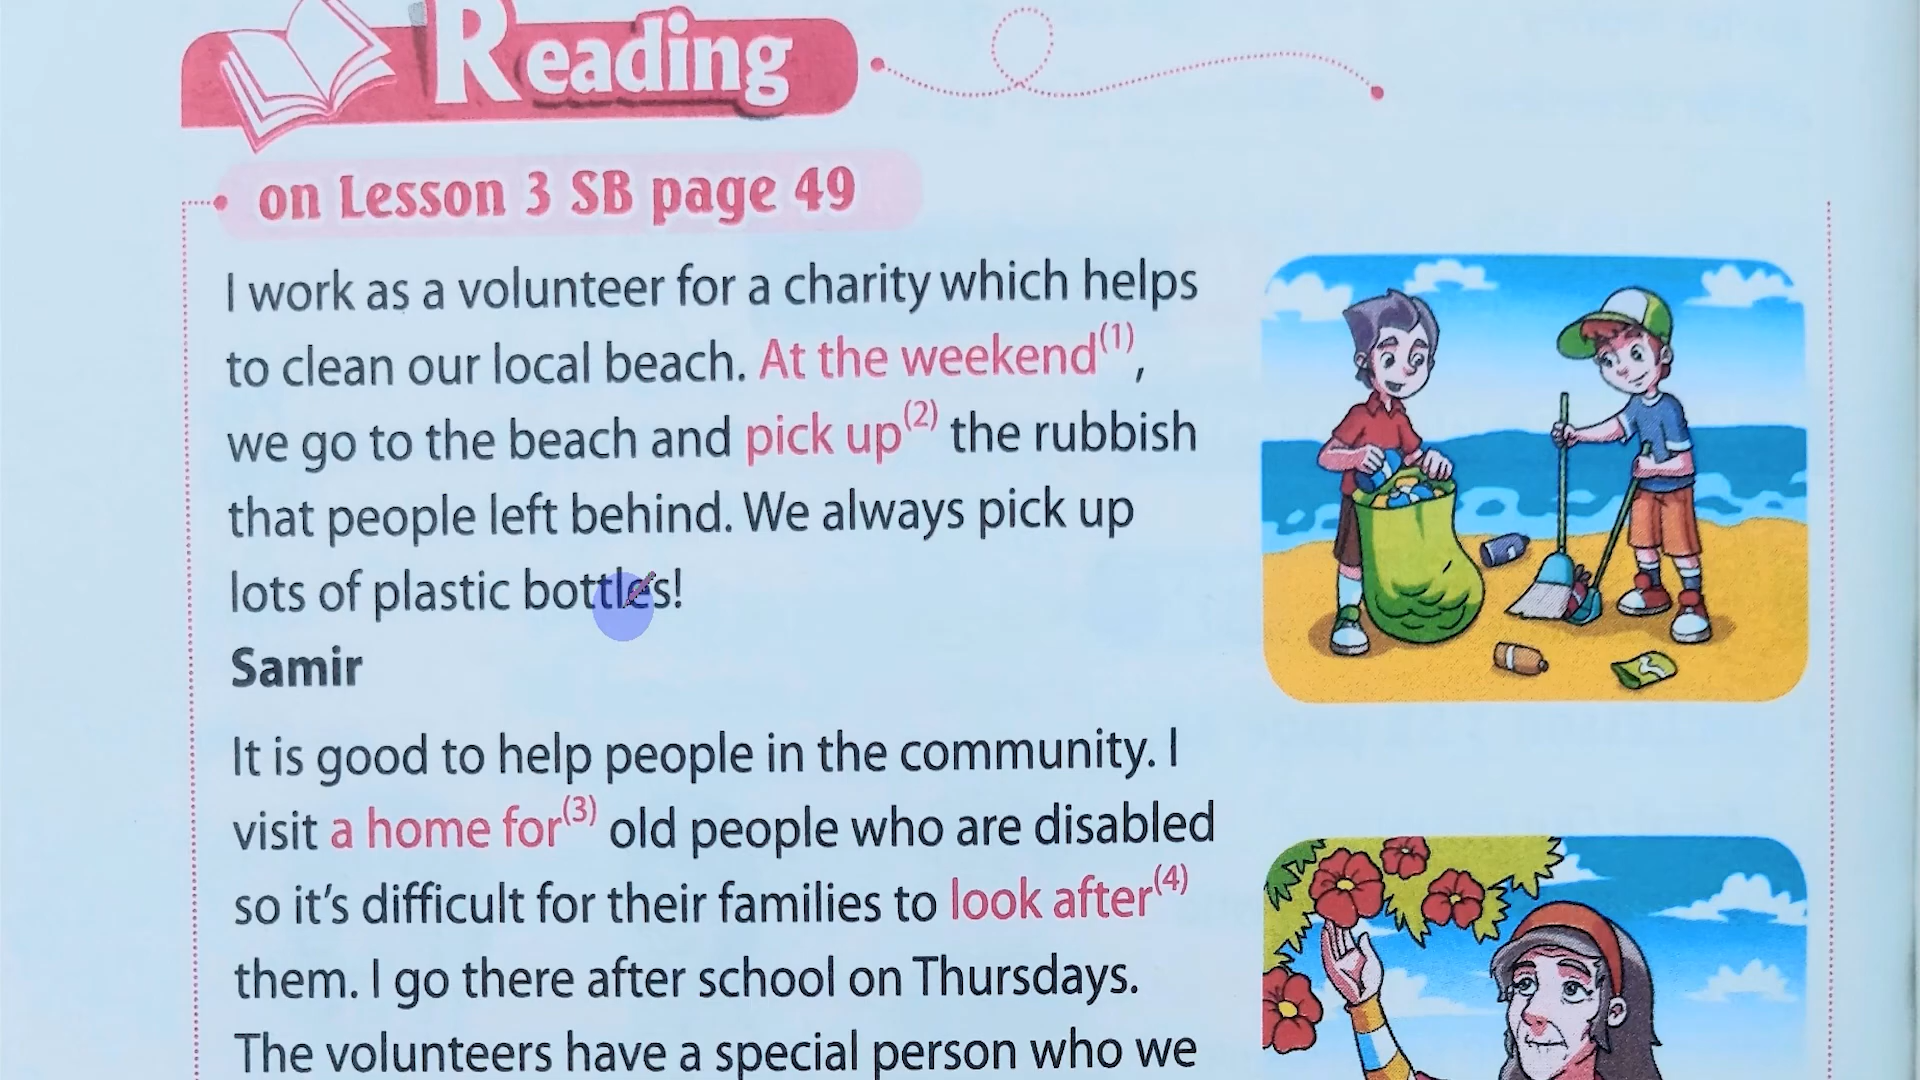 Reading
on Lesson 3 SB page 49
I work as a volunteer for a charity which helps
to clean our local beach. At the weekend(1),
we go to the beach and pick up(2) the rubbish
that people left behind. We always pick up
lots of plastic bottles!
Samir
It is good to help people in the community. I
visit a home for(3) old people who are disabled
so it's difficult for their families to look after(4)
them. I go there after school on Thursdays.
The volunteers have a special person who we